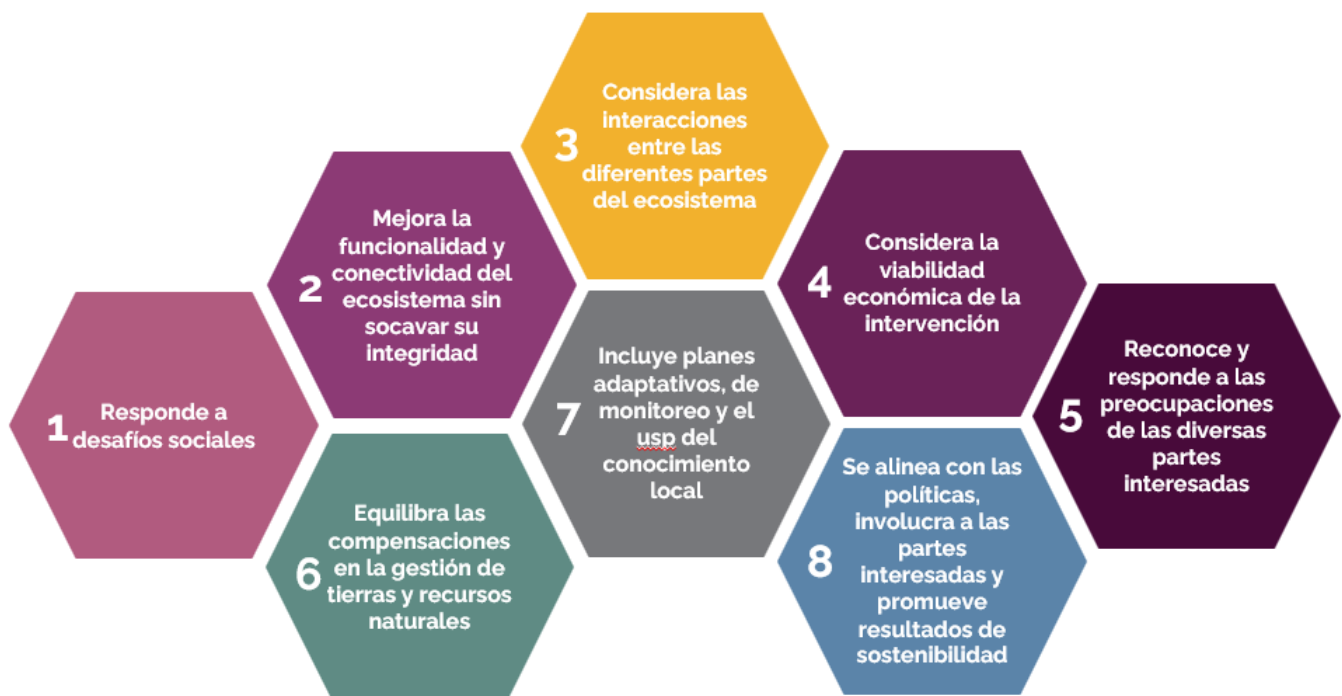 1
Responde a
desafíos sociales
2
Mejora la
funcionalidad y
conectividad del
ecosistema sin
socavar su
integridad
3
Considera las
interacciones
entre las
diferentes partes
del ecosistema
4
Considera la
viabilidad
económica de la
intervención
5
Reconoce y
responde a las
preocupaciones
de las diversas
partes
interesadas
6
Equilibra las
compensaciones
en la gestión de
tierras y recursos
naturales
7
Incluye planes
adaptativos, de
monitoreo y el
usp del
conocimiento
local
8
Se alinea con las
políticas,
involucra a las
partes
interesadas y
promueve
resultados de
sostenibilidad